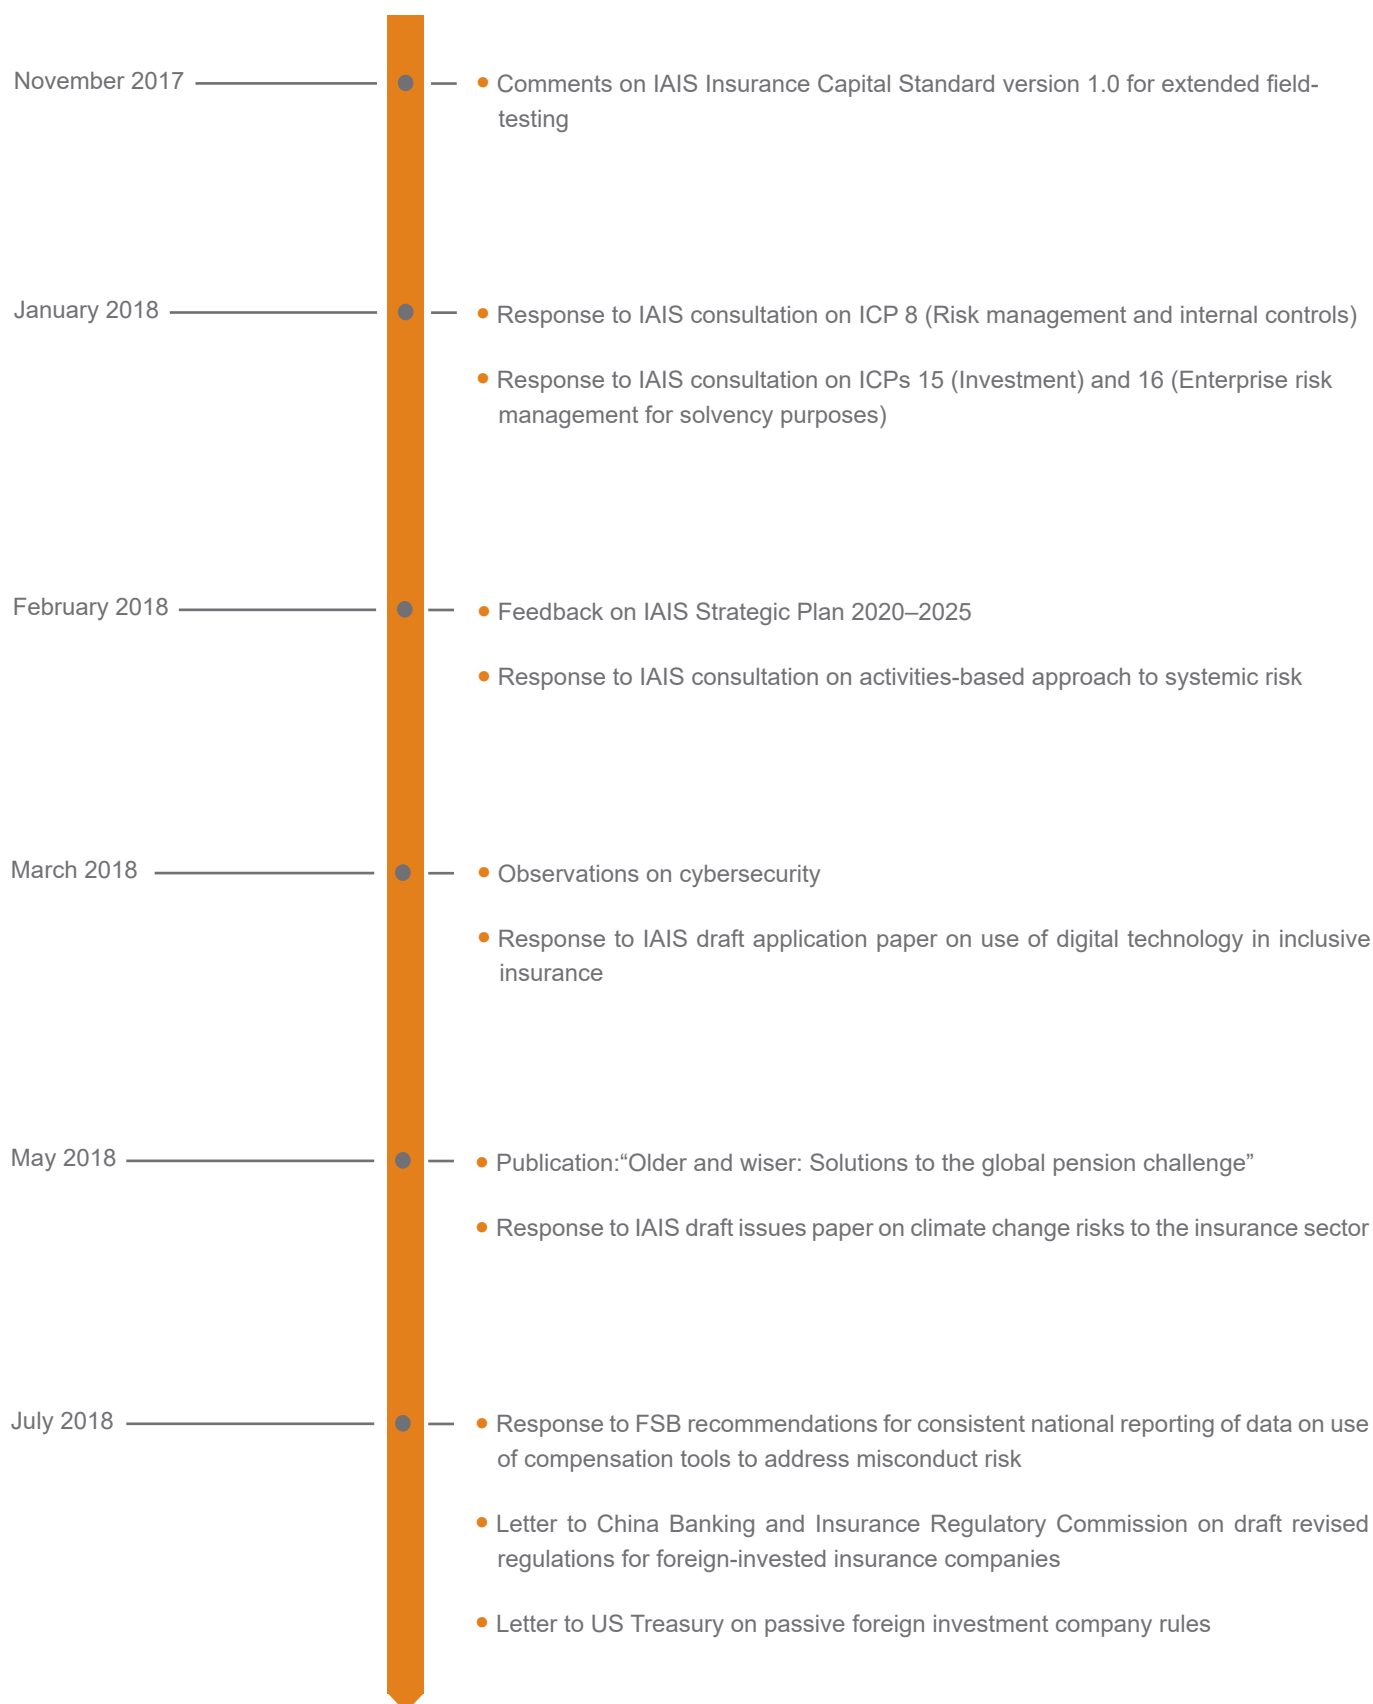 November 2017
• Comments on IAIS Insurance Capital Standard version 1.0 for extended field-
testing
January 2018
• Response to IAIS consultation on ICP 8 (Risk management and internal controls)
• Response to IAIS consultation on ICPs 15 (Investment) and 16 (Enterprise risk
management for solvency purposes)
February 2018
• Feedback on IAIS Strategic Plan 2020–2025
• Response to IAIS consultation on activities-based approach to systemic risk
March 2018
• Observations on cybersecurity
• Response to IAIS draft application paper on use of digital technology in inclusive
insurance
May 2018
• Publication:“Older and wiser: Solutions to the global pension challenge”
• Response to IAIS draft issues paper on climate change risks to the insurance sector
July 2018
• Response to FSB recommendations for consistent national reporting of data on use
of compensation tools to address misconduct risk
• Letter to China Banking and Insurance Regulatory Commission on draft revised
regulations for foreign-invested insurance companies
• Letter to US Treasury on passive foreign investment company rules